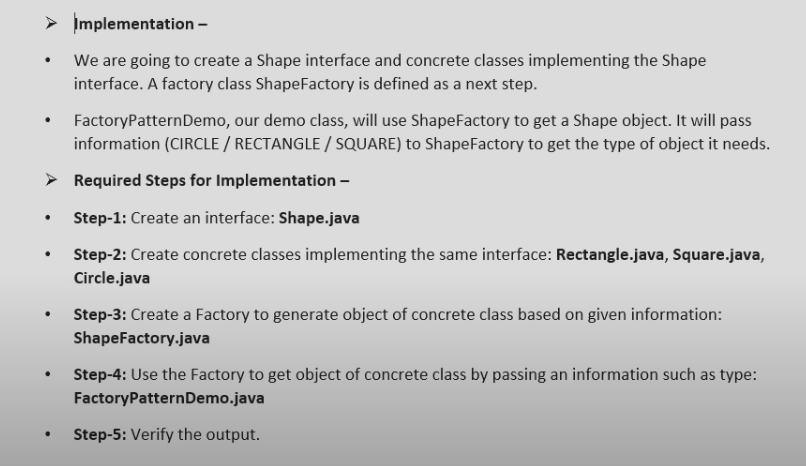 ➢ Implementation –
• We are going to create a Shape interface and concrete classes implementing the Shape
interface. A factory class ShapeFactory is defined as a next step.
• FactoryPatternDemo, our demo class, will use ShapeFactory to get a Shape object. It will pass
information (CIRCLE / RECTANGLE / SQUARE) to ShapeFactory to get the type of object it needs.
➢ Required Steps for Implementation –
• Step-1: Create an interface: Shape.java
• Step-2: Create concrete classes implementing the same interface: Rectangle.java, Square.java,
Circle.java
• Step-3: Create a Factory to generate object of concrete class based on given information:
ShapeFactory.java
• Step-4: Use the Factory to get object of concrete class by passing an information such as type:
FactoryPatternDemo.java
• Step-5: Verify the output.